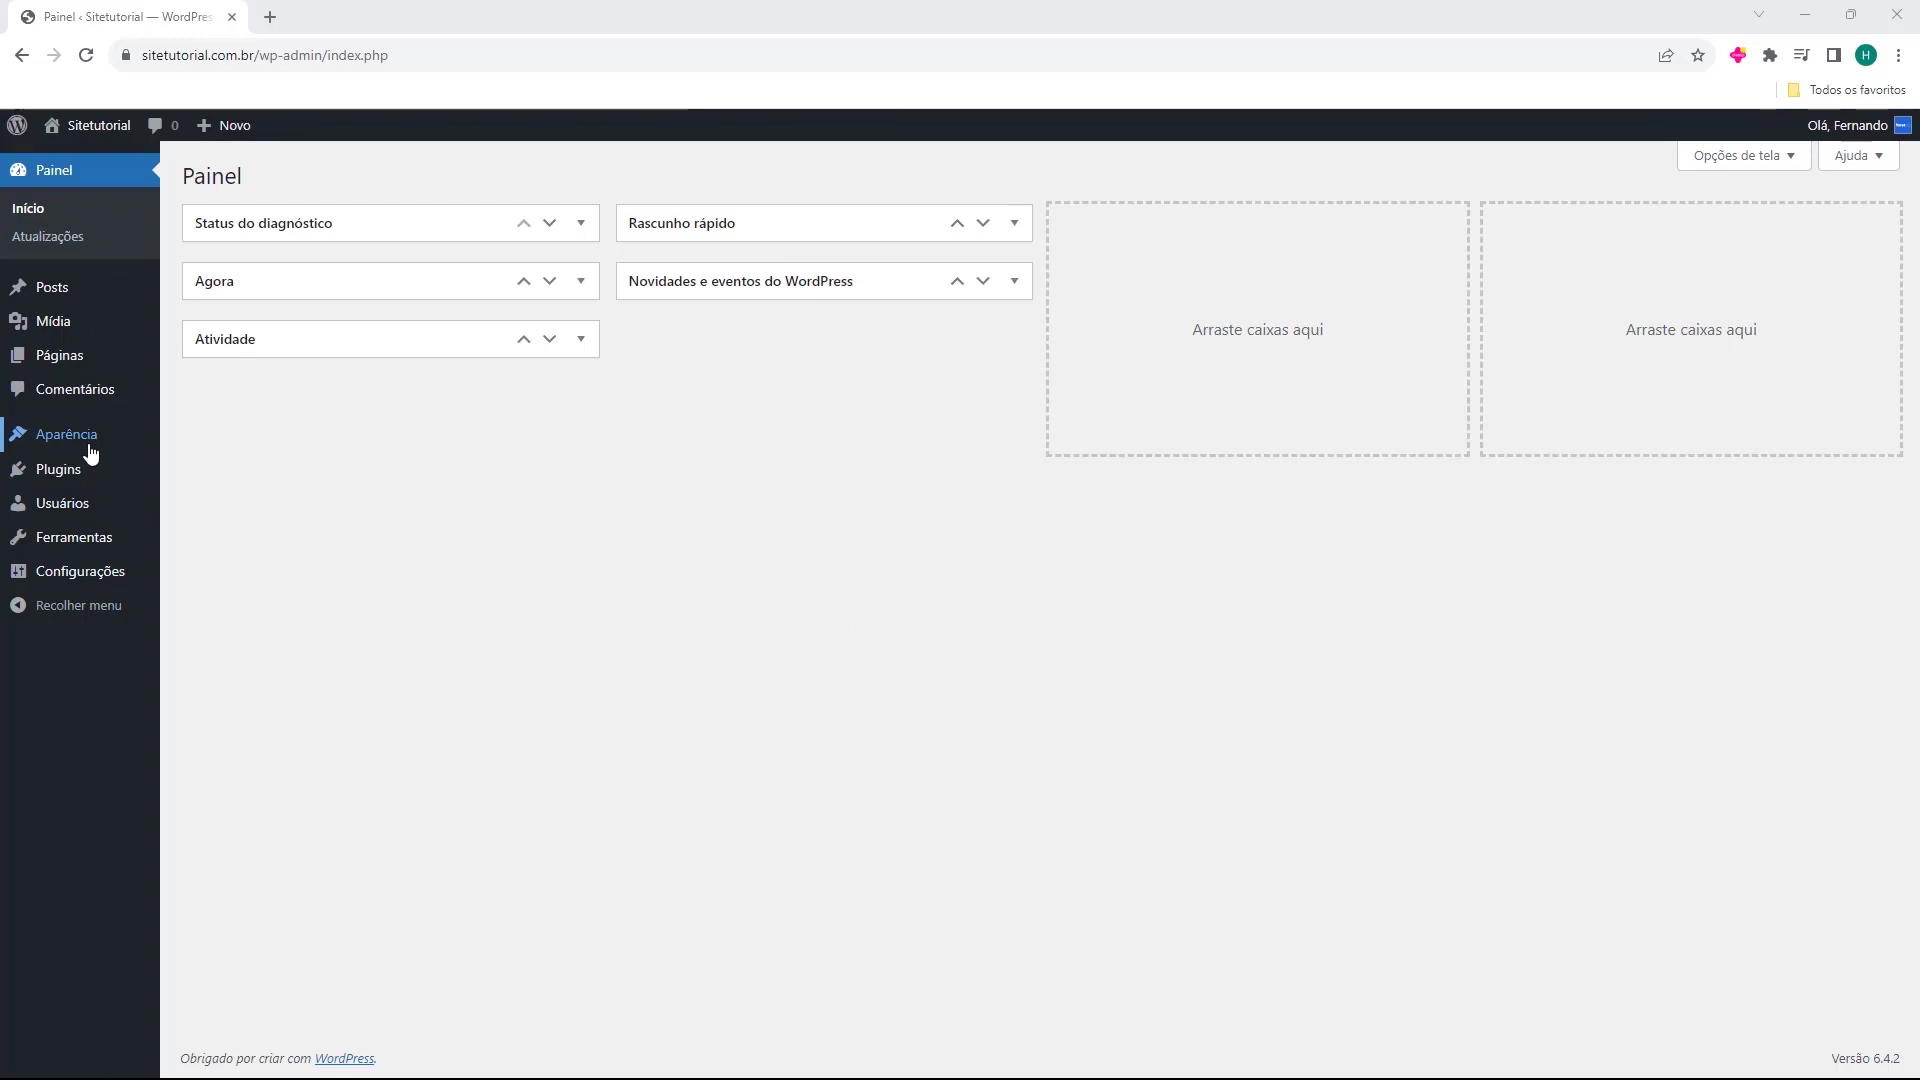 Painel ‹ Sitetutorial — WordPres
sitetutorial.com.br/wp-admin/index.php
H
Todos os favoritos
Sitetutorial
0
Novo
Olá, Fernando
Painel
Início
Atualizações
Posts
Mídia
Páginas
Comentários
Aparência
Plugins
Usuários
Ferramentas
Configurações
Recolher menu
Opções de tela
Ajuda
Painel
Status do diagnóstico
Agora
Atividade
Rascunho rápido
Novidades e eventos do WordPress
Arraste caixas aqui
Arraste caixas aqui
Obrigado por criar com WordPress.
Versão 6.4.2